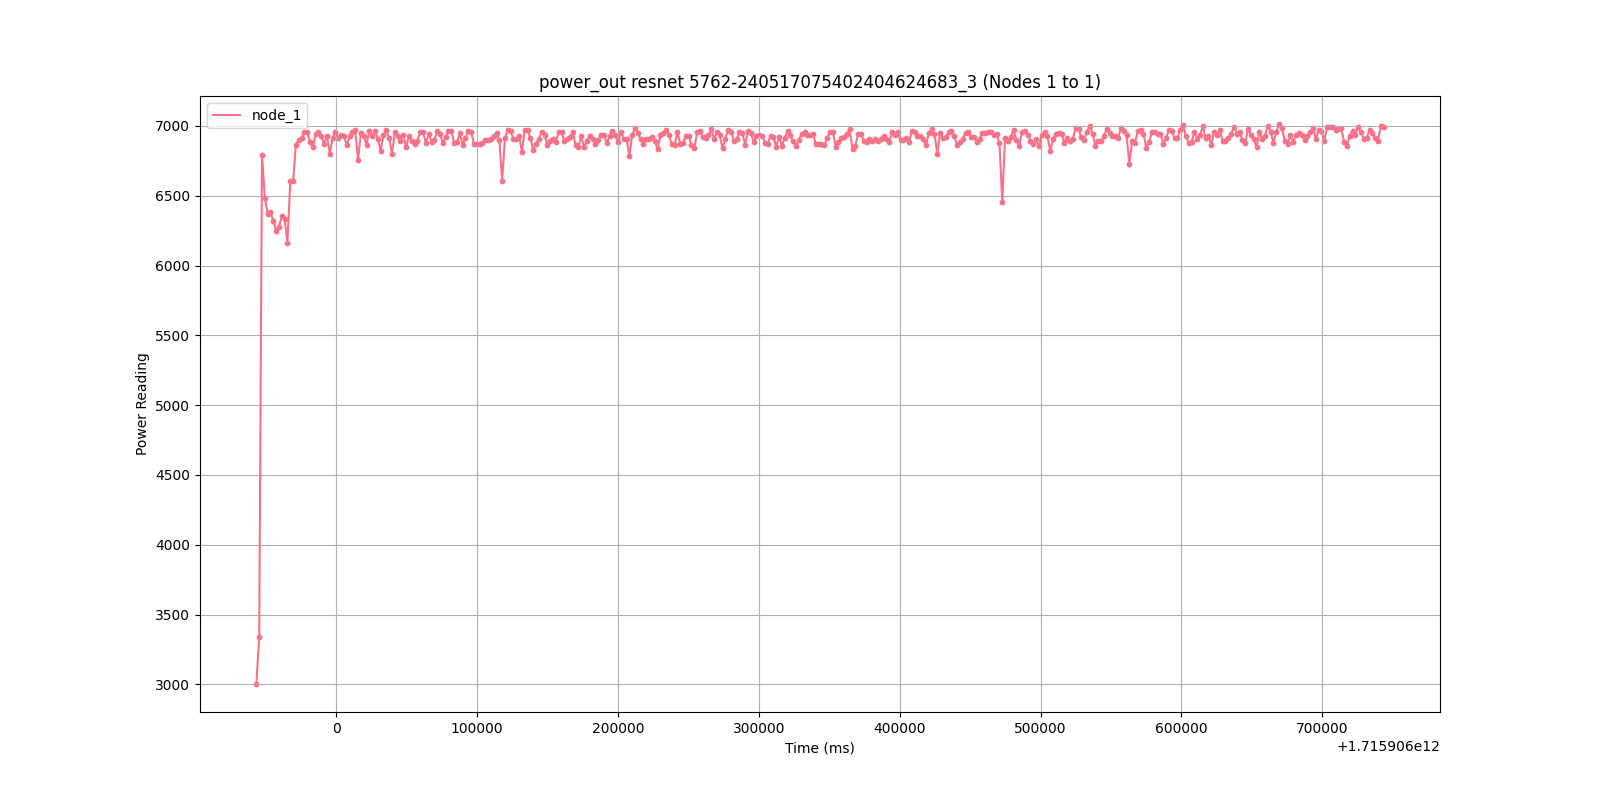 power_out resnet 5762-240517075402404624683_3 (Nodes 1 to 1)
node_1
7000
6500
6000
5500
5000
4500
4000
3500
3000
Power Reading
0 100000 200000 300000 400000 500000 600000 700000
Time (ms)
+1.715906e12